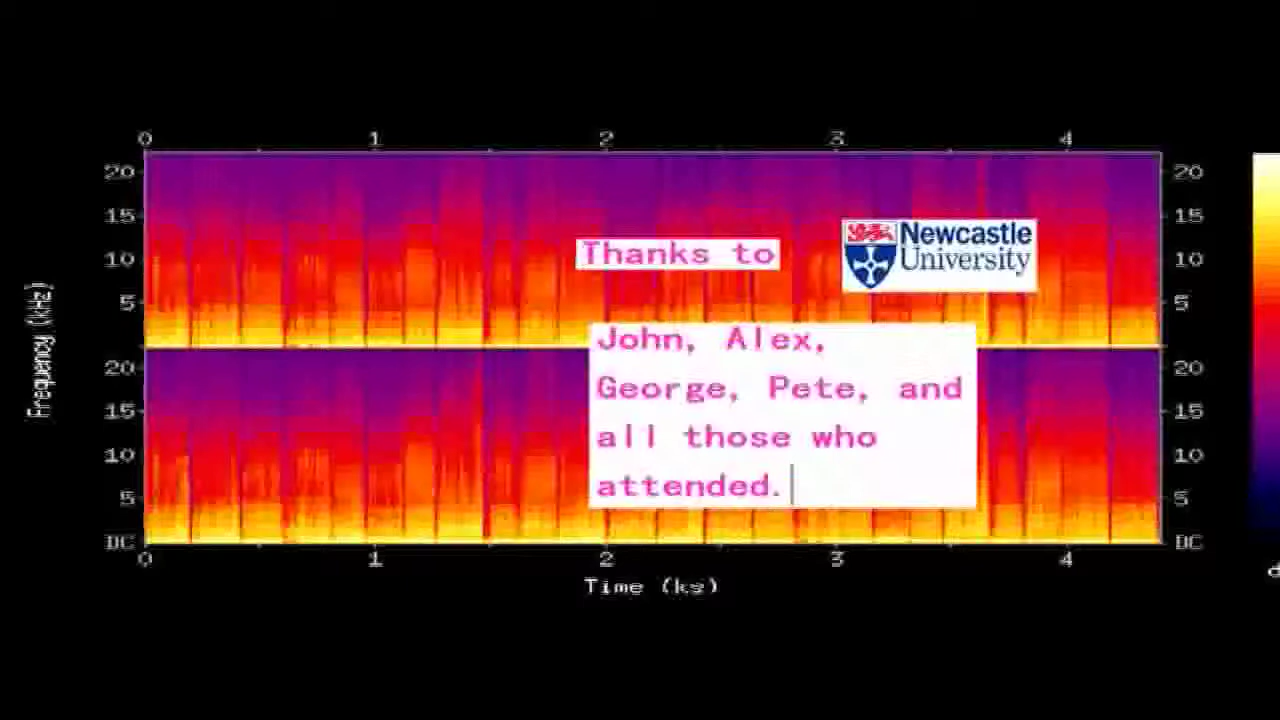 0 1 2 3 4
20 20
15 15
10 10
5 5
Thanks to
Newcastle
University
John, Alex,
George, Pete, and
all those who
attended.
20 20
15 15
10 10
5 5
DC DC
0 1 2 3 4
Time (ks)
Frequency (kHz)